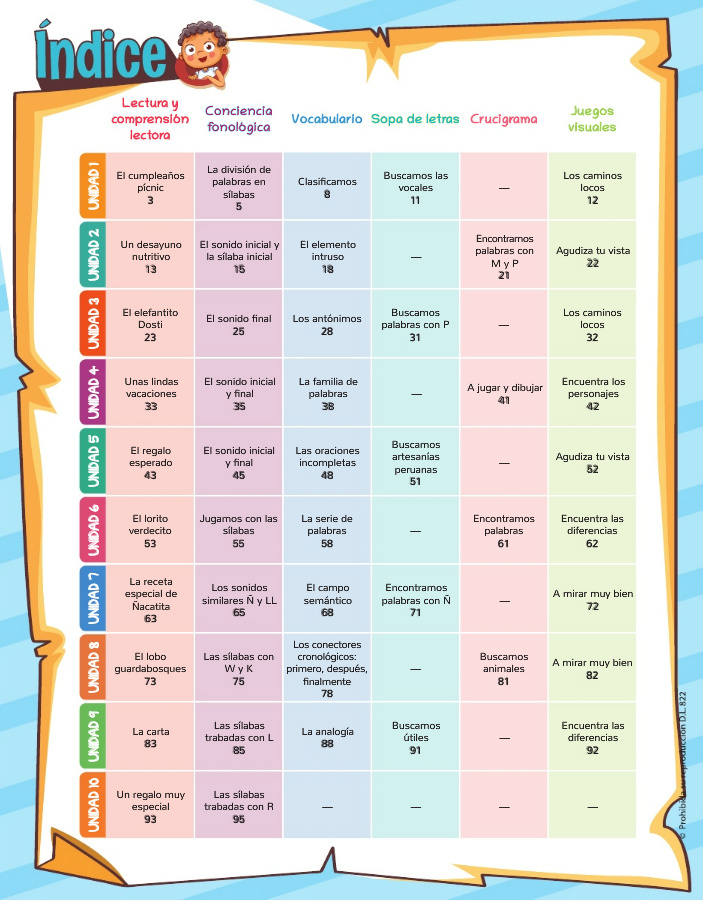 Índice
Lectura y
comprensión
lectora
Conciencia
fonológica
Vocabulario
Sopa de letras
Crucigrama
Juegos
visuales
UNIDAD 1
El cumpleaños
pícnic
3
La división de
palabras en
sílabas
5
Clasificamos
8
Buscamos las
vocales
11
—
Los caminos
locos
12
UNIDAD 2
Un desayuno
nutritivo
13
El sonido inicial y
la sílaba inicial
15
El elemento
intruso
18
—
Encontramos
palabras con
M y P
21
Agudiza tu vista
22
UNIDAD 3
El elefantito
Dosti
23
El sonido final
25
Los antónimos
28
Buscamos
palabras con P
31
—
Los caminos
locos
32
UNIDAD 4
Unas lindas
vacaciones
33
El sonido inicial
y final
35
La familia de
palabras
38
—
A jugar y dibujar
41
Encuentra los
personajes
42
UNIDAD 5
El regalo
esperado
43
El sonido inicial
y final
45
Las oraciones
incompletas
48
Buscamos
artesanías
peruanas
51
—
Agudiza tu vista
52
UNIDAD 6
El lorito
verdecito
53
Jugamos con las
sílabas
55
La serie de
palabras
58
—
Encontramos
palabras
61
Encuentra las
diferencias
62
UNIDAD 7
La receta
especial de
Ñacatita
63
Los sonidos
similares Ñ y LL
65
El campo
semántico
68
Encontramos
palabras con Ñ
71
—
A mirar muy bien
72
UNIDAD 8
El lobo
guardabosques
73
Las sílabas con
W y K
75
Los conectores
cronológicos:
primero, después,
finalmente
78
—
Buscamos
animales
81
A mirar muy bien
82
UNIDAD 9
La carta
83
Las sílabas
trabadas con L
85
La analogía
88
Buscamos
útiles
91
—
Encuentra las
diferencias
92
UNIDAD 10
Un regalo muy
especial
93
Las sílabas
trabadas con R
95
—
—
—
—
© Prohibida su reproducción D.L. 822